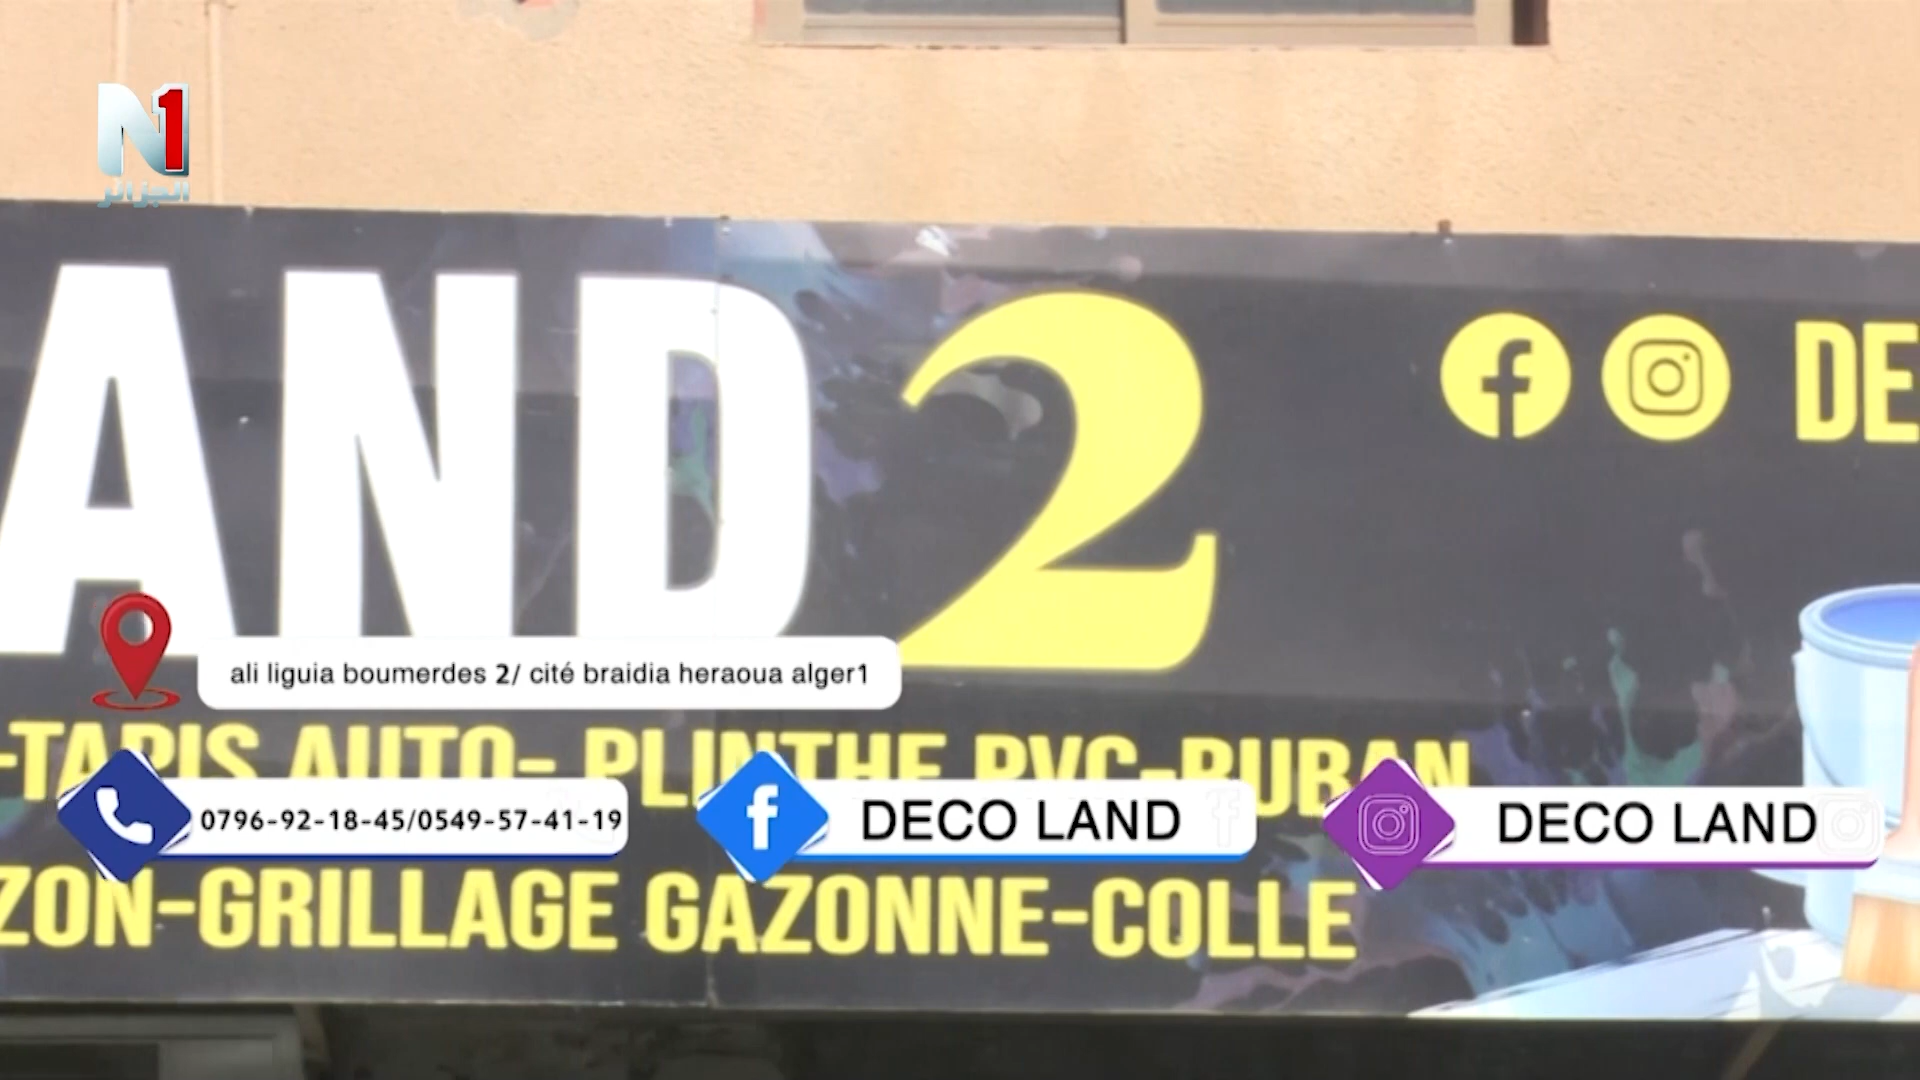 N1
الجزائر
AND 2
DE
ali liguia boumerdes 2/ cité braidia heraoua alger1
-TAPIS AUTO- PLINTHE PVC-RUBAN
0796-92-18-45/0549-57-41-19
DECO LAND
DECO LAND
ZON-GRILLAGE GAZONNE-COLLE